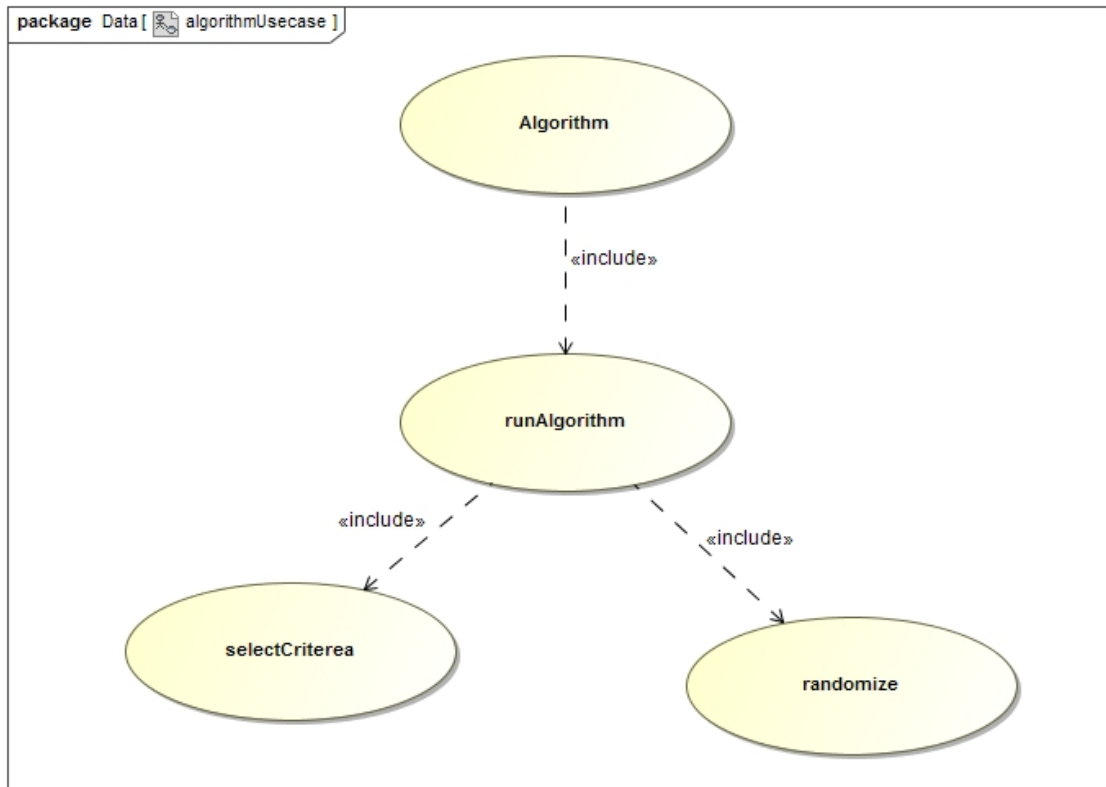 package Data [ algorithmUsecase ]
Algorithm
«include»
runAlgorithm
«include»
«include»
selectCriterea
randomize